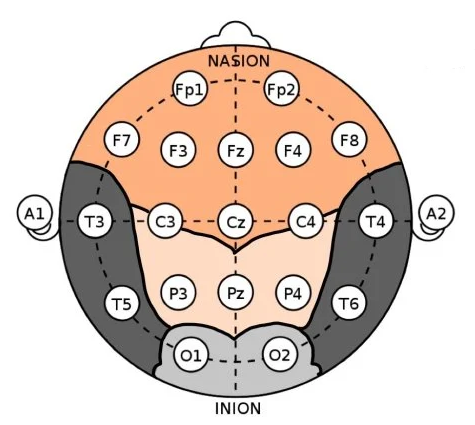 NASION
Fp1 Fp2
F7 F3 Fz F4 F8
A1 T3 C3 Cz C4 T4 A2
T5 P3 Pz P4 T6
O1 O2
INION